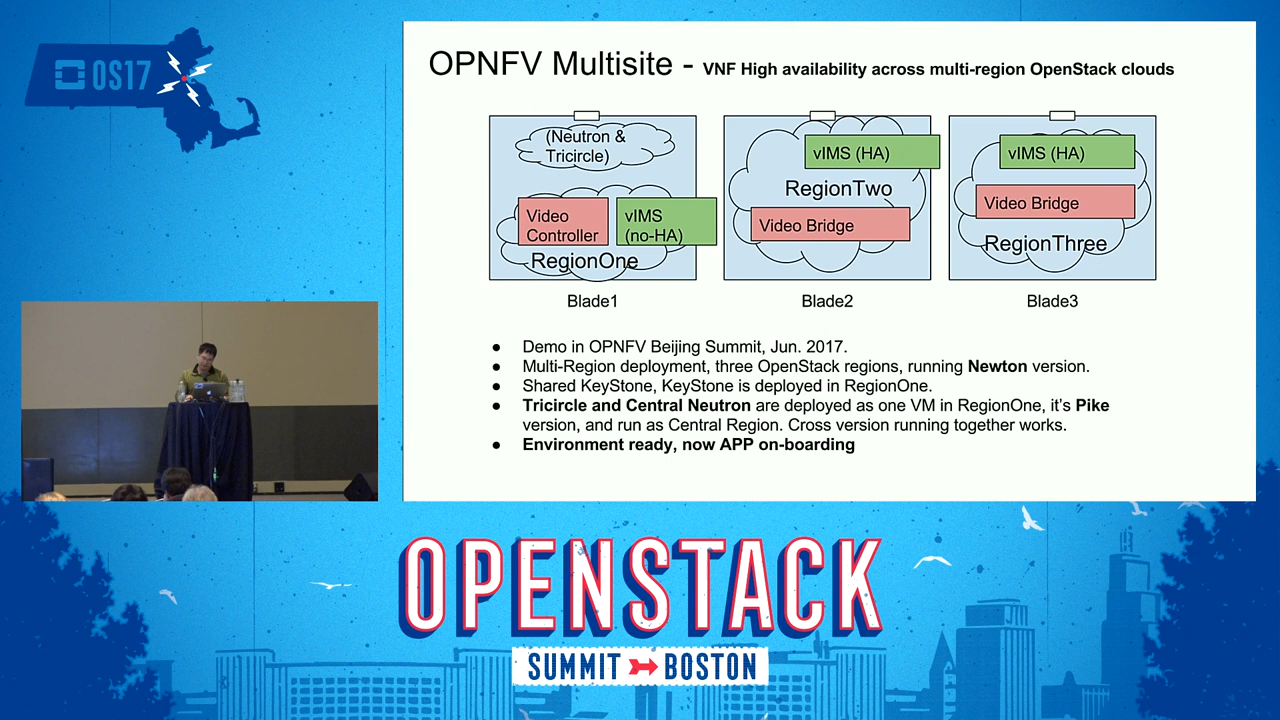 OS17
OPNFV Multisite - VNF High availability across multi-region OpenStack clouds
(Neutron &
Tricircle)
Video
Controller
vIMS
(no-HA)
RegionOne
Blade1
vIMS (HA)
RegionTwo
Video Bridge
Blade2
vIMS (HA)
Video Bridge
RegionThree
Blade3
● Demo in OPNFV Beijing Summit, Jun. 2017.
● Multi-Region deployment, three OpenStack regions, running Newton version.
● Shared KeyStone, KeyStone is deployed in RegionOne.
● Tricircle and Central Neutron are deployed as one VM in RegionOne, it's Pike
version, and run as Central Region. Cross version running together works.
● Environment ready, now APP on-boarding
OPENSTACK
SUMMIT BOSTON